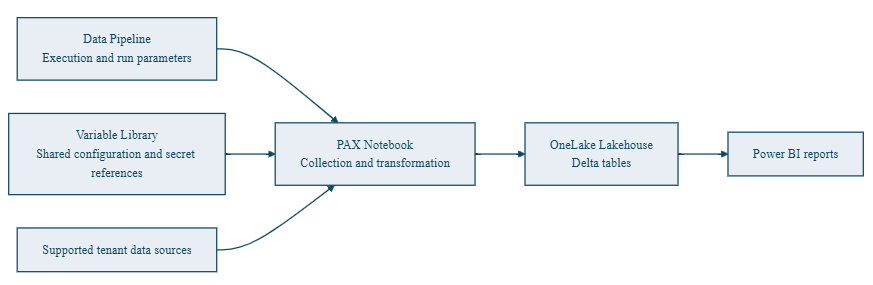 Data Pipeline
Execution and run parameters
Variable Library
Shared configuration and secret
references
Supported tenant data sources
PAX Notebook
Collection and transformation
OneLake Lakehouse
Delta tables
Power BI reports